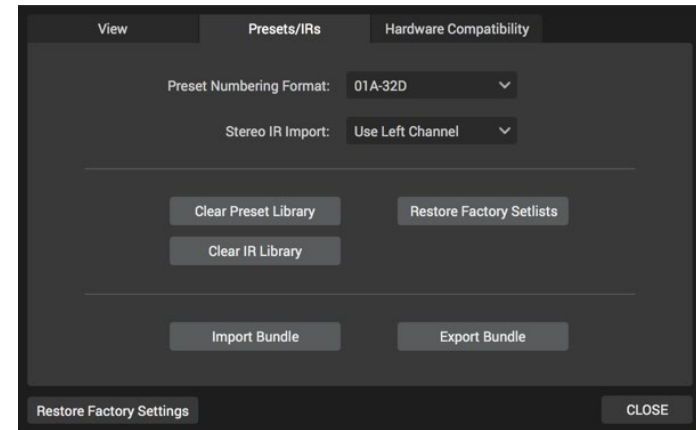 View Presets/IRs Hardware Compatibility
Preset Numbering Format: 01A-32D
Stereo IR Import: Use Left Channel
Clear Preset Library Restore Factory Setlists
Clear IR Library
Import Bundle Export Bundle
Restore Factory Settings CLOSE